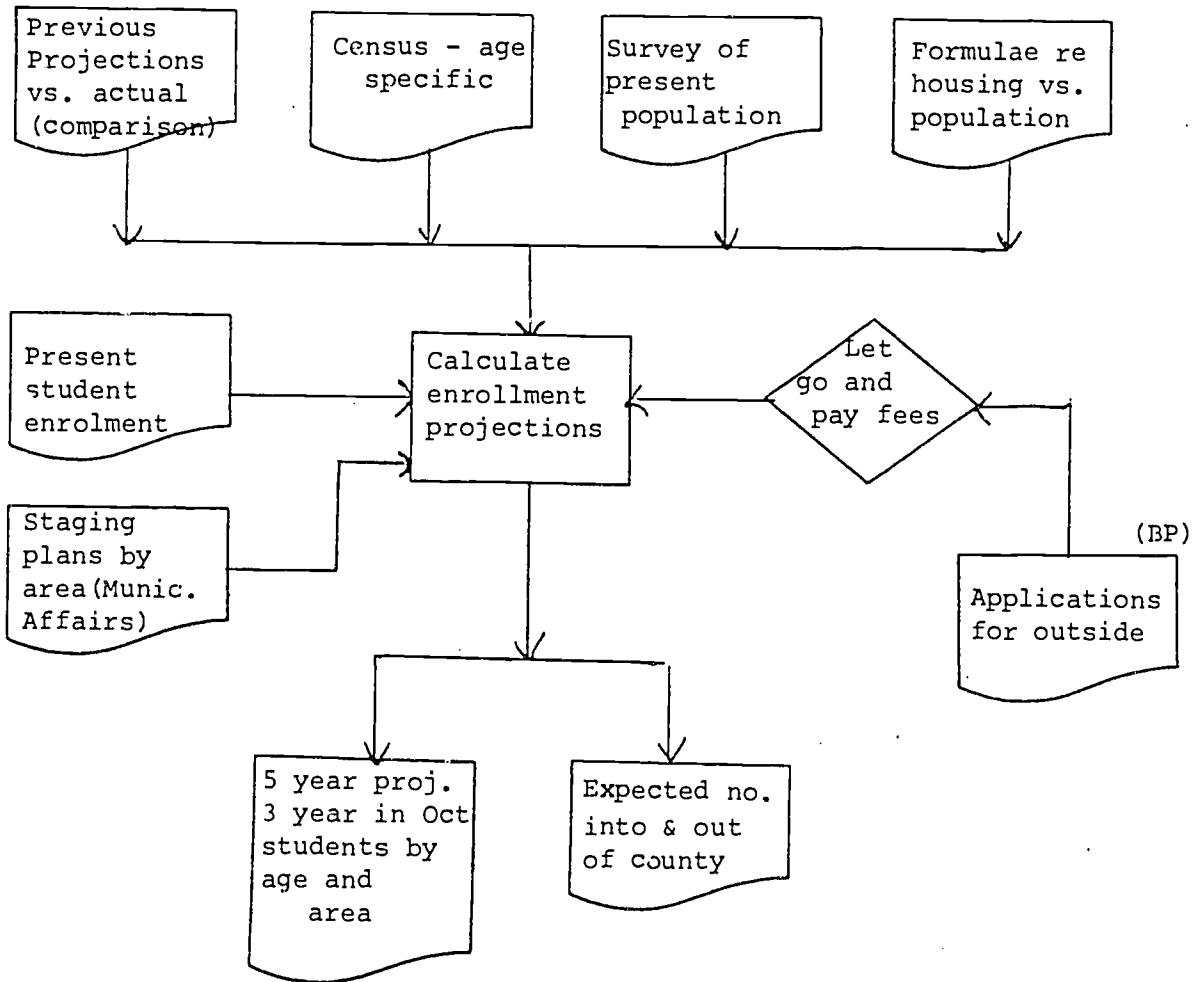 Previous
Projections
vs. actual
(comparison)
Census - age
specific
Survey of
present
population
Formulae re
housing vs.
population
Present
student
enrolment
Calculate
enrollment
projections
Let
go and
pay fees
Staging
plans by
area(Munic.
Affairs)
(BP)
Applications
for outside
5 year proj.
3 year in Oct
students by
age and
area
Expected no.
into & out
of county